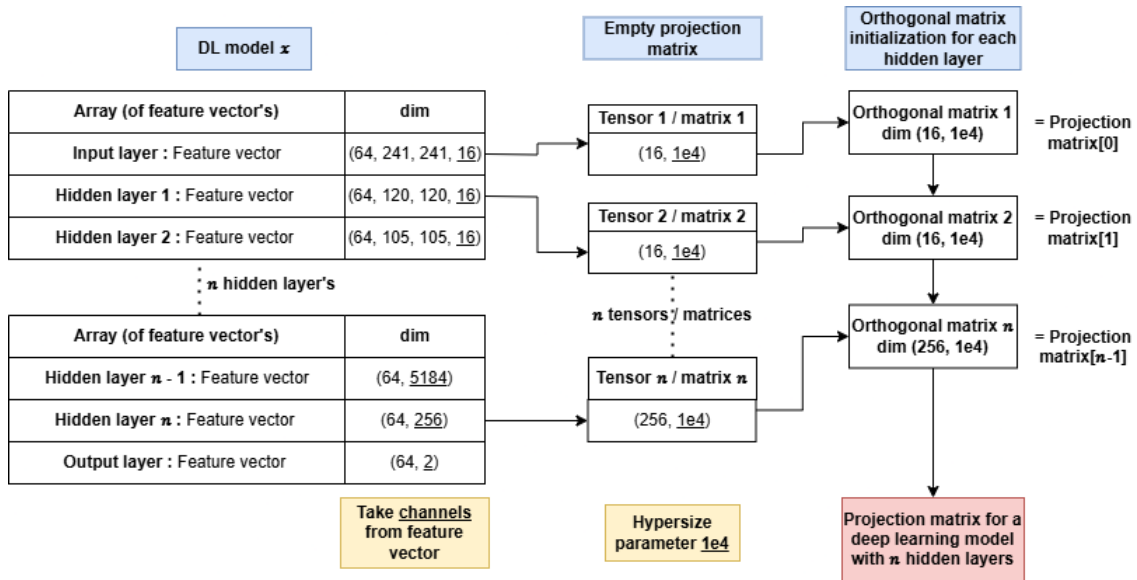 DL model x
Empty projection
matrix
Orthogonal matrix
initialization for each
hidden layer
Array (of feature vector's) dim
Input layer : Feature vector (64, 241, 241, 16)
Hidden layer 1 : Feature vector (64, 120, 120, 16)
Hidden layer 2 : Feature vector (64, 105, 105, 16)
n hidden layer's
Array (of feature vector's) dim
Hidden layer n - 1 : Feature vector (64, 5184)
Hidden layer n : Feature vector (64, 256)
Output layer : Feature vector (64, 2)
Take channels
from feature
vector
Tensor 1 / matrix 1
(16, 1e4)
Tensor 2 / matrix 2
(16, 1e4)
n tensors / matrices
Tensor n / matrix n
(256, 1e4)
Hypersize
parameter 1e4
Orthogonal matrix 1
dim (16, 1e4)
= Projection
matrix[0]
Orthogonal matrix 2
dim (16, 1e4)
= Projection
matrix[1]
Orthogonal matrix n
dim (256, 1e4)
= Projection
matrix[n-1]
Projection matrix for a
deep learning model
with n hidden layers